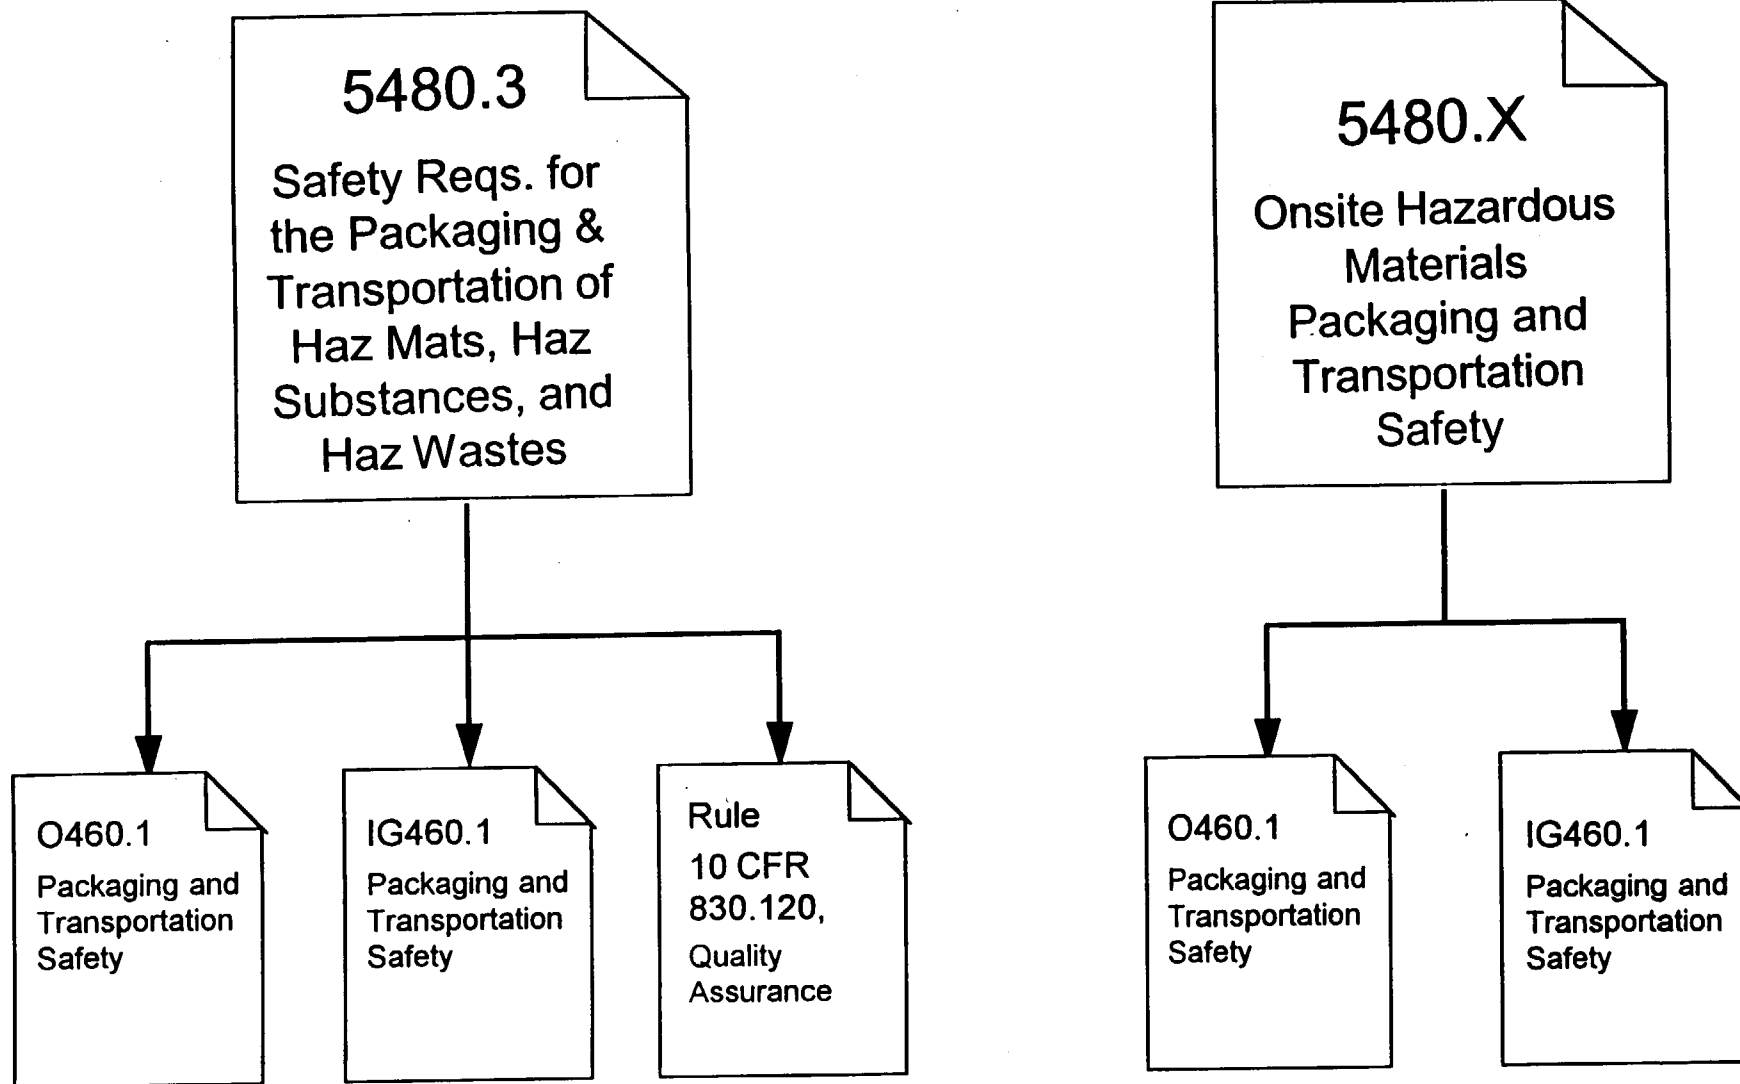 5480.3
Safety Reqs. for
the Packaging &
Transportation of
Haz Mats, Haz
Substances, and
Haz Wastes
5480.X
Onsite Hazardous
Materials
Packaging and
Transportation
Safety
O460.1
Packaging and
Transportation
Safety
IG460.1
Packaging and
Transportation
Safety
Rule
10 CFR
830.120,
Quality
Assurance
O460.1
Packaging and
Transportation
Safety
IG460.1
Packaging and
Transportation
Safety